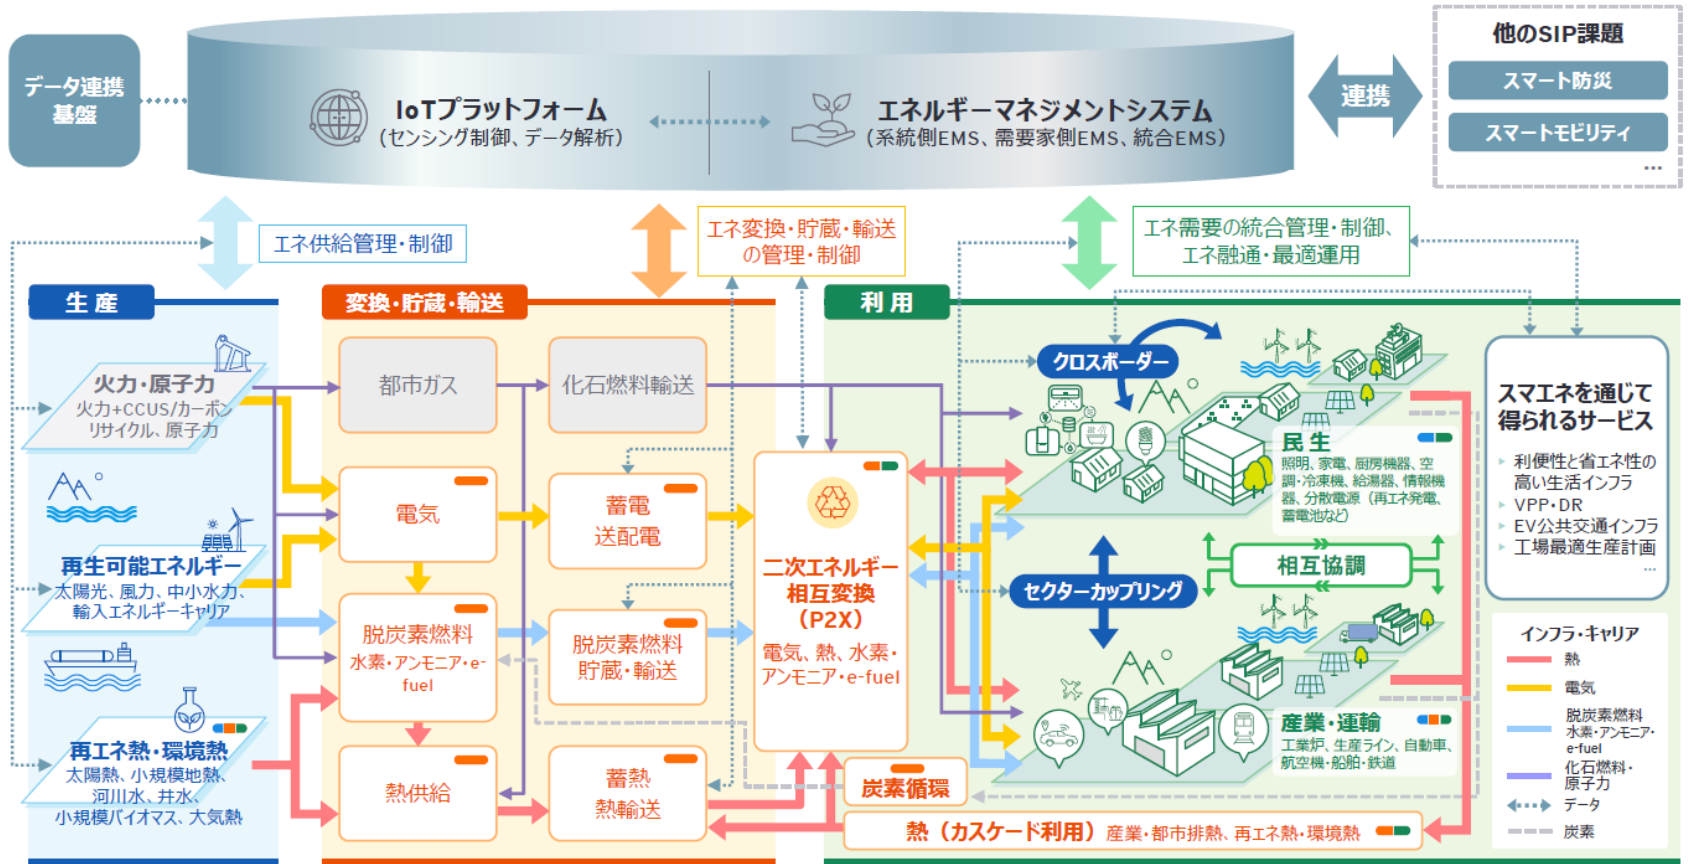 データ連携
基盤
IoTプラットフォーム
(センシング制御、データ解析)
エネルギーマネジメントシステム
(系統側EMS、需要家側EMS、統合EMS)
連携
他のSIP課題
スマート防災
スマートモビリティ
…
エネ供給管理・制御
エネ変換・貯蔵・輸送
の管理・制御
エネ需要の統合管理・制御、
エネ融通・最適運用
生 産
火力・原子力
火力+CCUS/カーボン
リサイクル、原子力
再生可能エネルギー
太陽光、風力、中小水力、
輸入エネルギーキャリア
再エネ熱・環境熱
太陽熱、小規模地熱、
河川水、井水、
小規模バイオマス、大気熱
変換・貯蔵・輸送
都市ガス
化石燃料輸送
電気
蓄電
送配電
脱炭素燃料
水素・アンモニア・e-
fuel
脱炭素燃料
貯蔵・輸送
熱供給
蓄熱
熱輸送
二次エネルギー
相互変換
(P2X)
電気、熱、水素・
アンモニア・e-fuel
利 用
クロスボーダー
民 生
照明、家電、厨房機器、空
調・冷凍機、給湯器、情報機
器、分散電源（再エネ発電、
蓄電池など）
相互協調
セクターカップリング
産業・運輸
工業炉、生産ライン、自動車、
航空機・船舶・鉄道
炭素循環
熱（カスケード利用）産業・都市排熱、再エネ熱・環境熱
スマエネを通じて
得られるサービス
利便性と省エネ性の
高い生活インフラ
VPP・DR
EV公共交通インフラ
工場最適生産計画
…
インフラ・キャリア
熱
電気
脱炭素燃料
水素・アンモニア・
e-fuel
化石燃料・
原子力
データ
炭素